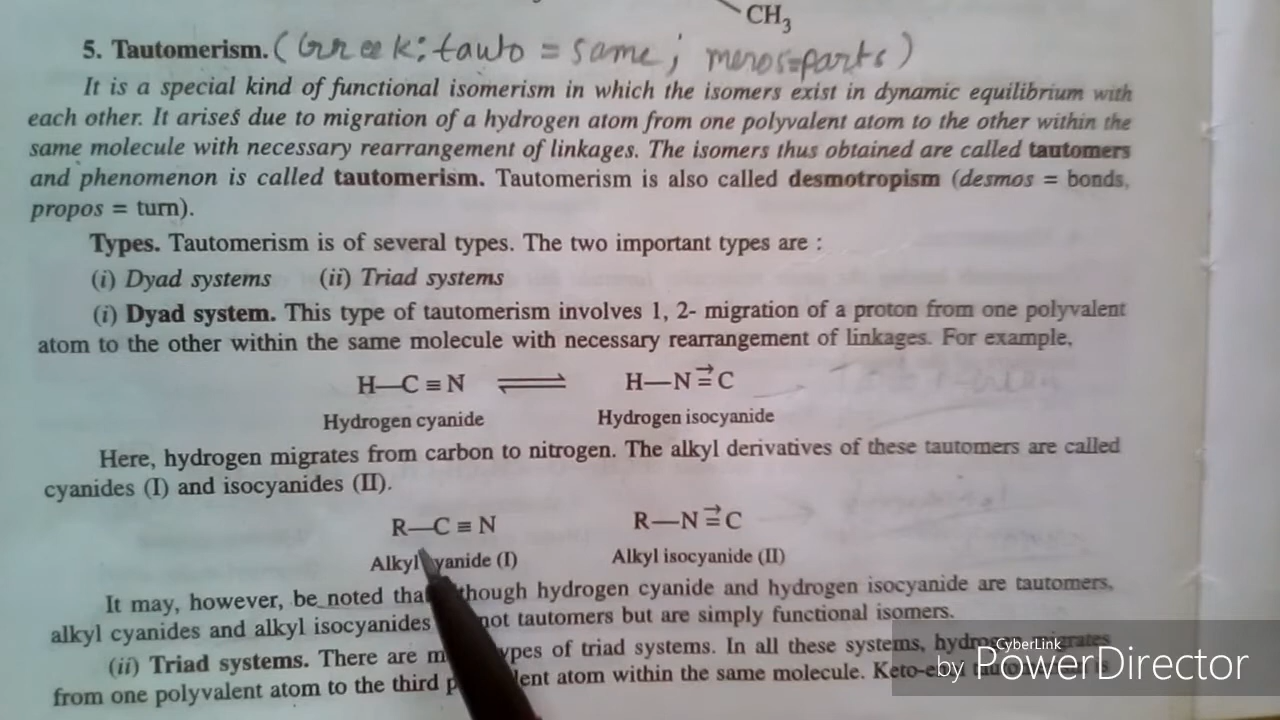 CH3
5. Tautomerism. (Greek: tauto = same; meros=parts)
It is a special kind of functional isomerism in which the isomers exist in dynamic equilibrium with
each other. It arises due to migration of a hydrogen atom from one polyvalent atom to the other within the
same molecule with necessary rearrangement of linkages. The isomers thus obtained are called tautomers
and phenomenon is called tautomerism. Tautomerism is also called desmotropism (desmos = bonds,
propos = turn).
Types. Tautomerism is of several types. The two important types are :
(i) Dyad systems (ii) Triad systems
(i) Dyad system. This type of tautomerism involves 1, 2- migration of a proton from one polyvalent
atom to the other within the same molecule with necessary rearrangement of linkages. For example,
H—C≡N ⇌ H—N⇒C
Hydrogen cyanide Hydrogen isocyanide
Here, hydrogen migrates from carbon to nitrogen. The alkyl derivatives of these tautomers are called
cyanides (I) and isocyanides (II).
R—C≡N R—N⇒C
Alkyl yanide (I) Alkyl isocyanide (II)
It may, however, be noted tha though hydrogen cyanide and hydrogen isocyanide are tautomers,
alkyl cyanides and alkyl isocyanides not tautomers but are simply functional isomers.
(ii) Triad systems. There are ypes of triad systems. In all these systems, hydrogen migrates
from one polyvalent atom to the third lent atom within the same molecule.
CyberLink
by PowerDirector